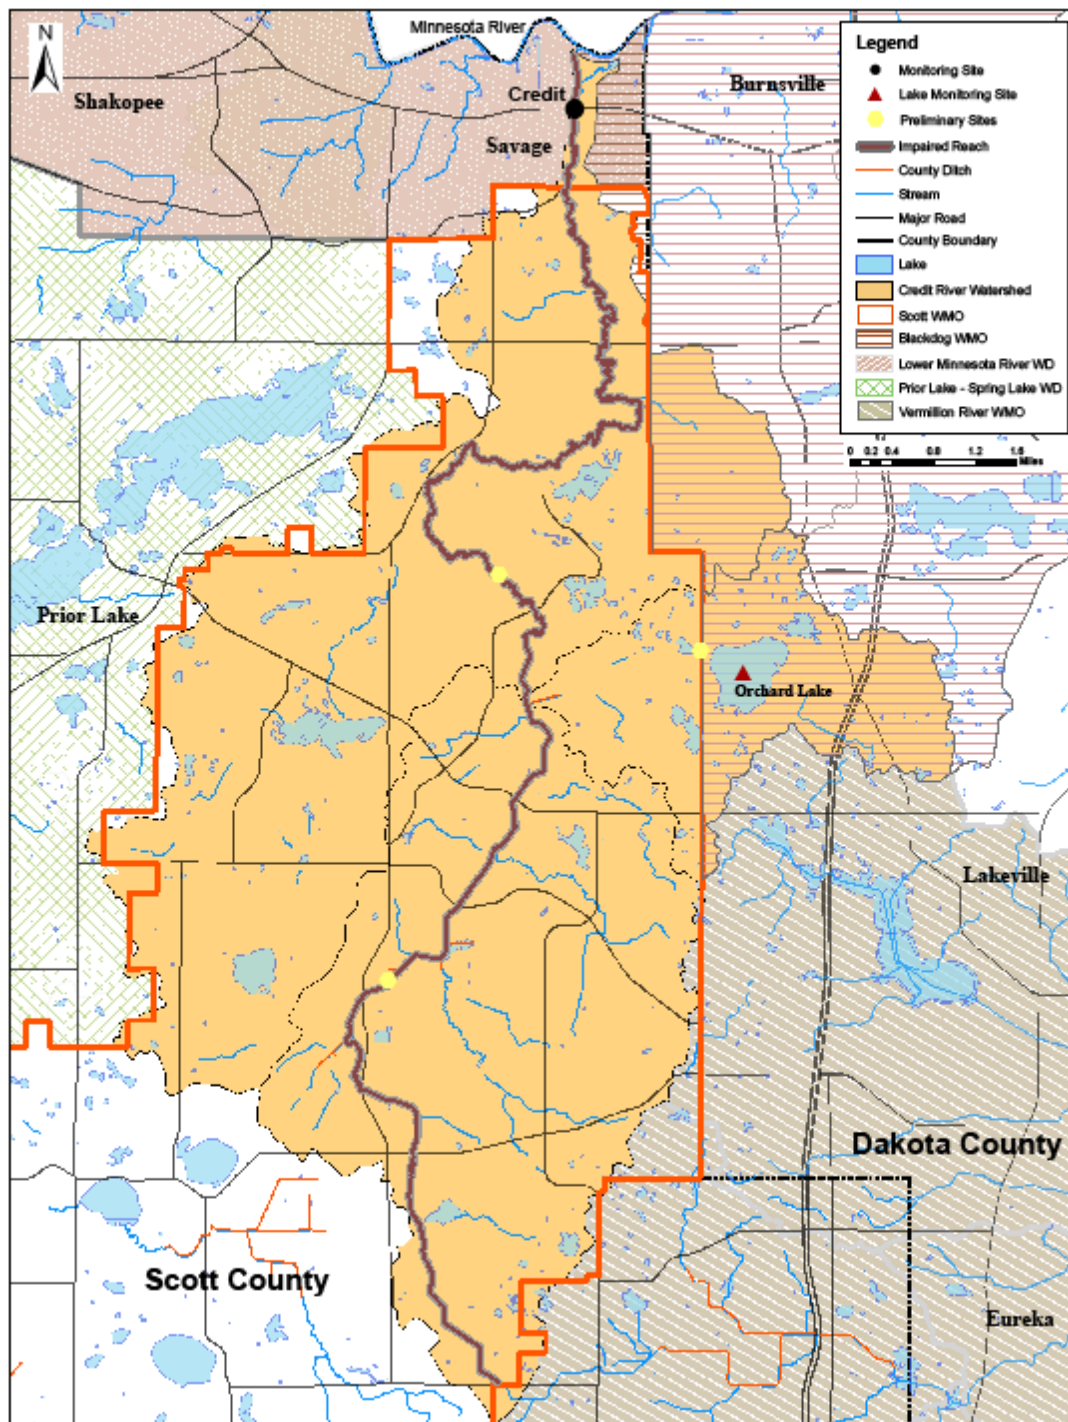 Minnesota River
N
Legend
Monitoring Site
Lake Monitoring Site
Preliminary Sites
Impaired Reach
County Ditch
Stream
Major Road
County Boundary
Lake
Credit River Watershed
Scott WMO
Blackdog WMO
Lower Minnesota River WD
Prior Lake - Spring Lake WD
Vermillion River WMO
0 0.2 0.4 0.8 1.2 1.6
Miles
Burnsville
Shakopee
Credit
Savage
Prior Lake
Orchard Lake
Lakeville
Dakota County
Scott County
Eureka